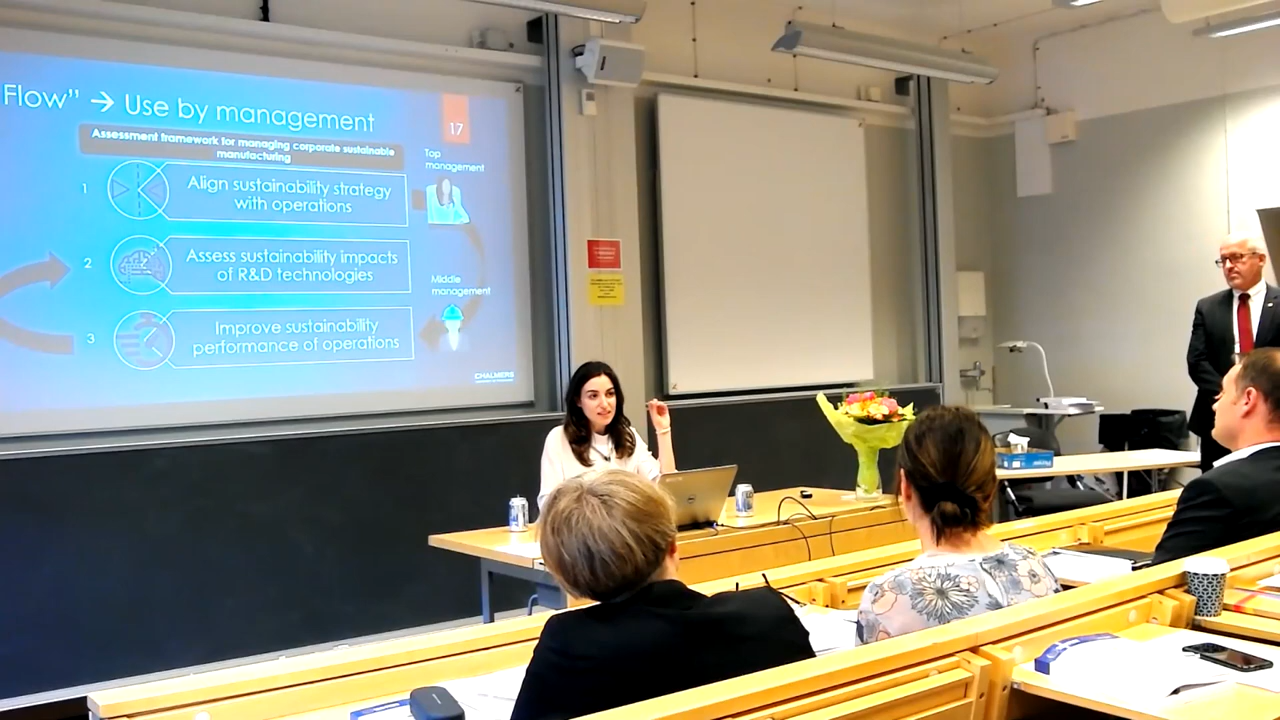 Flow” → Use by management
17
Assessment framework for managing corporate sustainable
manufacturing
Top
management
1
Align sustainability strategy
with operations
2
Assess sustainability impacts
of R&D technologies
Middle
management
3
Improve sustainability
performance of operations
CHALMERS
DELL